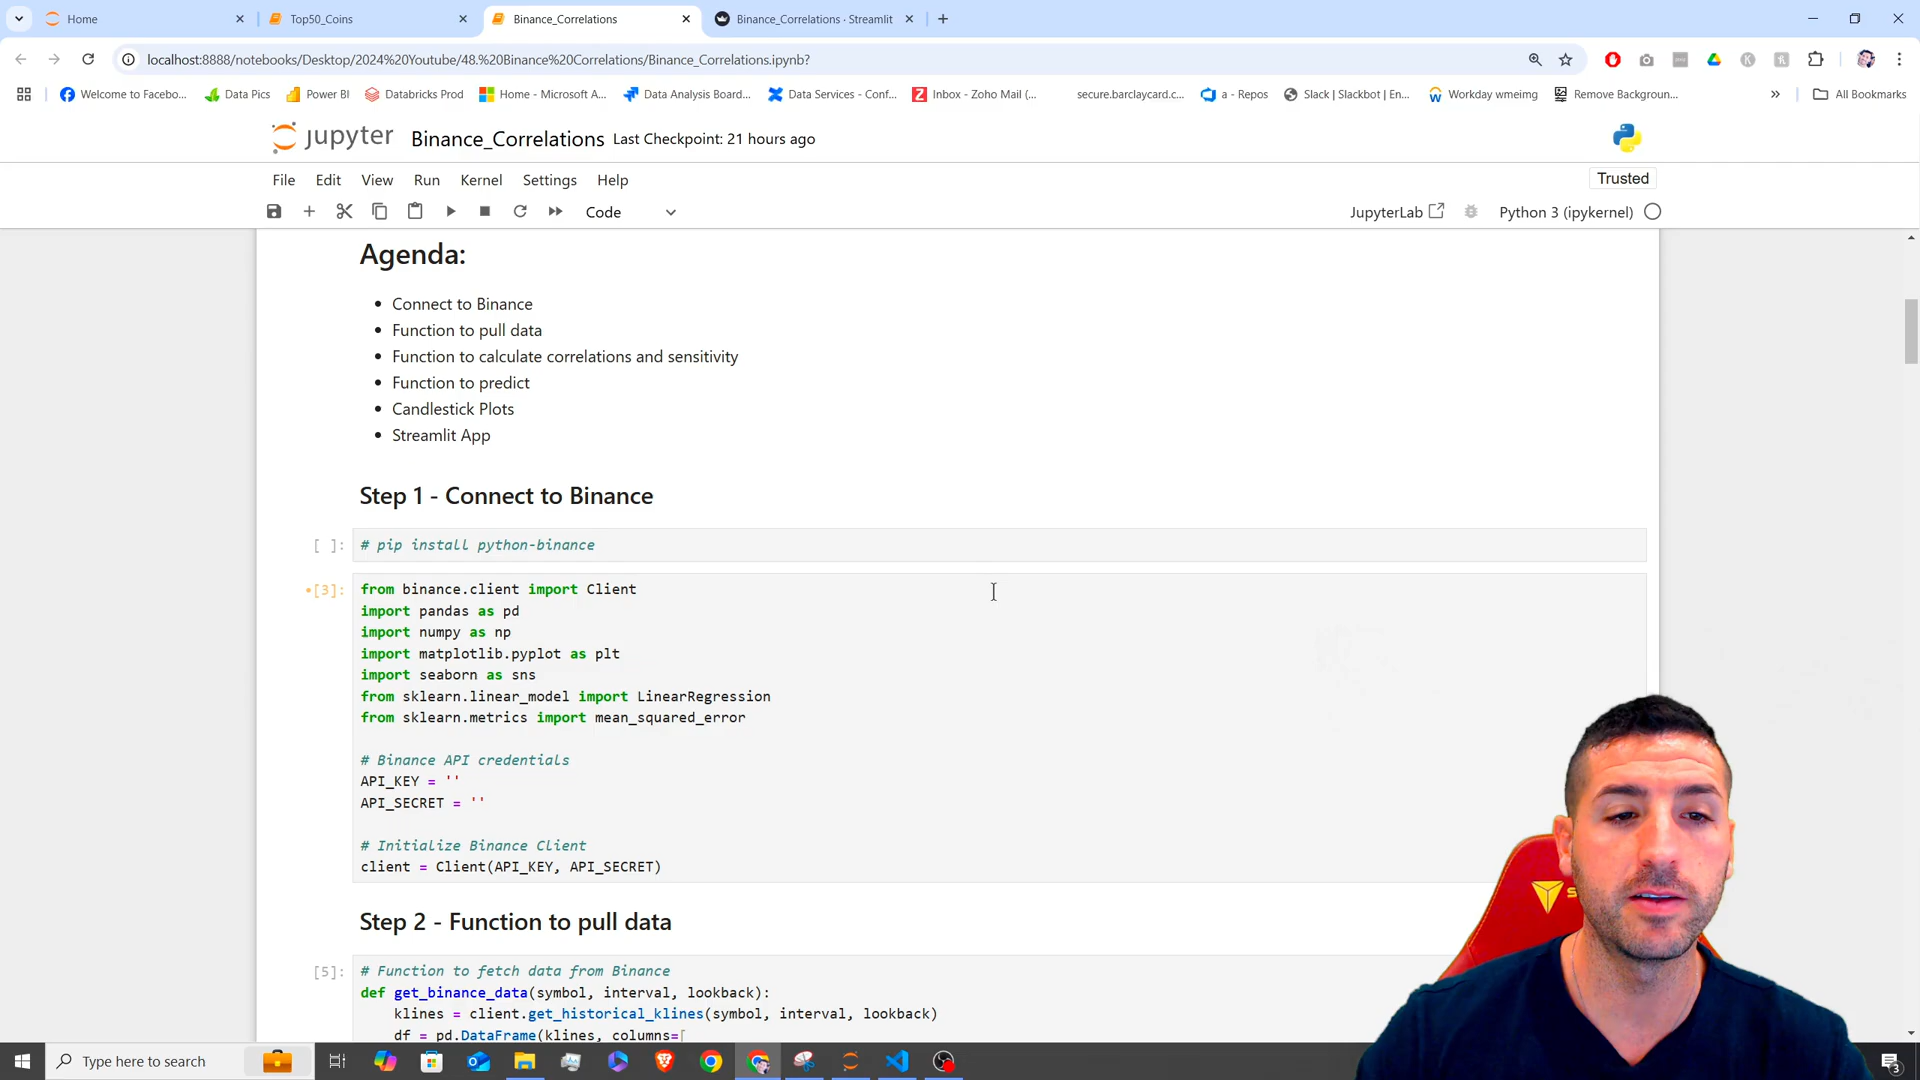 Home
Top50_Coins
Binance_Correlations
Binance_Correlations · Streamlit
localhost:8888/notebooks/Desktop/2024%20Youtube/48.%20Binance%20Correlations/Binance_Correlations.ipynb?
Welcome to Facebo...
Data Pics
Power BI
Databricks Prod
Home - Microsoft A...
Data Analysis Board...
Data Services - Conf...
Inbox - Zoho Mail (...
secure.barclaycard.c...
a - Repos
Slack | Slackbot | En...
Workday wmeimg
Remove Backgroun...
All Bookmarks
jupyter
Binance_Correlations Last Checkpoint: 21 hours ago
File Edit View Run Kernel Settings Help
Trusted
Code
JupyterLab
Python 3 (ipykernel)
Agenda:
• Connect to Binance
• Function to pull data
• Function to calculate correlations and sensitivity
• Function to predict
• Candlestick Plots
• Streamlit App
Step 1 - Connect to Binance
[ ]: # pip install python-binance
•[3]: from binance.client import Client
import pandas as pd
import numpy as np
import matplotlib.pyplot as plt
import seaborn as sns
from sklearn.linear_model import LinearRegression
from sklearn.metrics import mean_squared_error
# Binance API credentials
API_KEY = ''
API_SECRET = ''
# Initialize Binance Client
client = Client(API_KEY, API_SECRET)
Step 2 - Function to pull data
[5]: # Function to fetch data from Binance
def get_binance_data(symbol, interval, lookback):
klines = client.get_historical_klines(symbol, interval, lookback)
df = pd.DataFrame(klines, columns=[
Type here to search
3